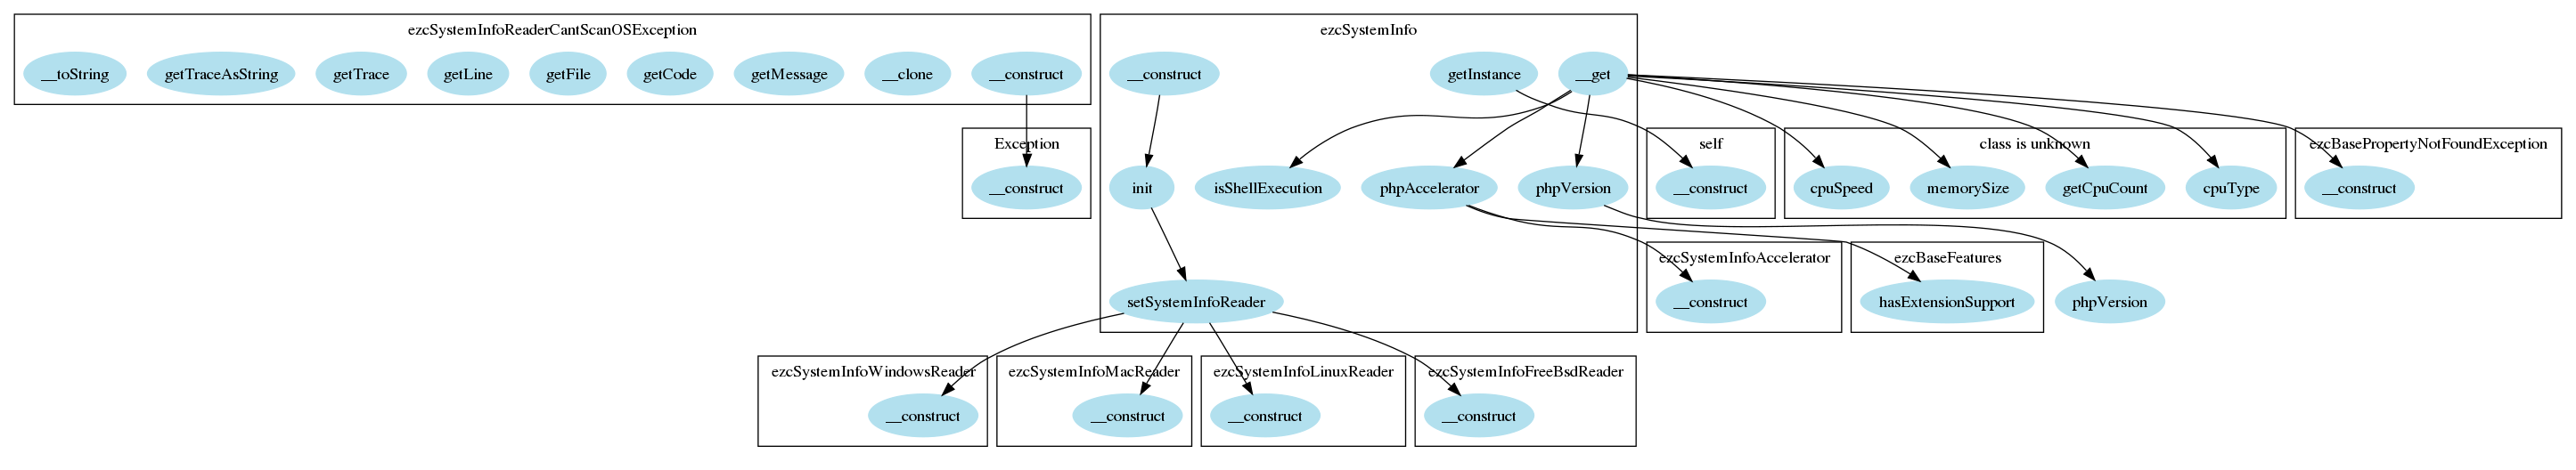 ezcSystemInfoReaderCantScanOSException
__toString
getTraceAsString
getTrace
getLine
getFile
getCode
getMessage
__clone
__construct
ezcSystemInfo
__construct
getInstance
__get
Exception
__construct
init
isShellExecution
phpAccelerator
phpVersion
self
__construct
class is unknown
cpuSpeed
memorySize
getCpuCount
cpuType
ezcBasePropertyNotFoundException
__construct
setSystemInfoReader
ezcSystemInfoAccelerator
__construct
ezcBaseFeatures
hasExtensionSupport
phpVersion
ezcSystemInfoWindowsReader
__construct
ezcSystemInfoMacReader
__construct
ezcSystemInfoLinuxReader
__construct
ezcSystemInfoFreeBsdReader
__construct